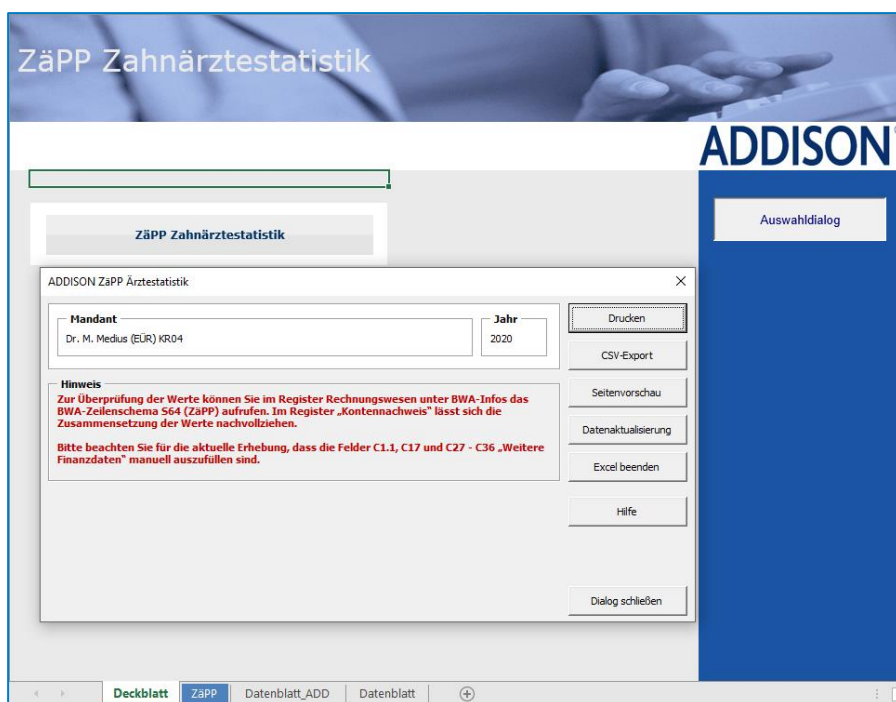 ZäPP Zahnärztestatistik
ADDISON
Auswahldialog
ZäPP Zahnärztestatistik
ADDISON ZäPP Ärztestatistik
Mandant
Dr. M. Medius (EÜR) KR04
Jahr
2020
Hinweis
Zur Überprüfung der Werte können Sie im Register Rechnungswesen unter BWA-Infos das
BWA-Zeilenschema S64 (ZäPP) aufrufen. Im Register „Kontennachweis“ lässt sich die
Zusammensetzung der Werte nachvollziehen.
Bitte beachten Sie für die aktuelle Erhebung, dass die Felder C1.1, C17 und C27 - C36 „Weitere
Finanzdaten“ manuell auszufüllen sind.
Drucken
CSV-Export
Seitenvorschau
Datenaktualisierung
Excel beenden
Hilfe
Dialog schließen
Deckblatt ZäPP Datenblatt_ADD Datenblatt